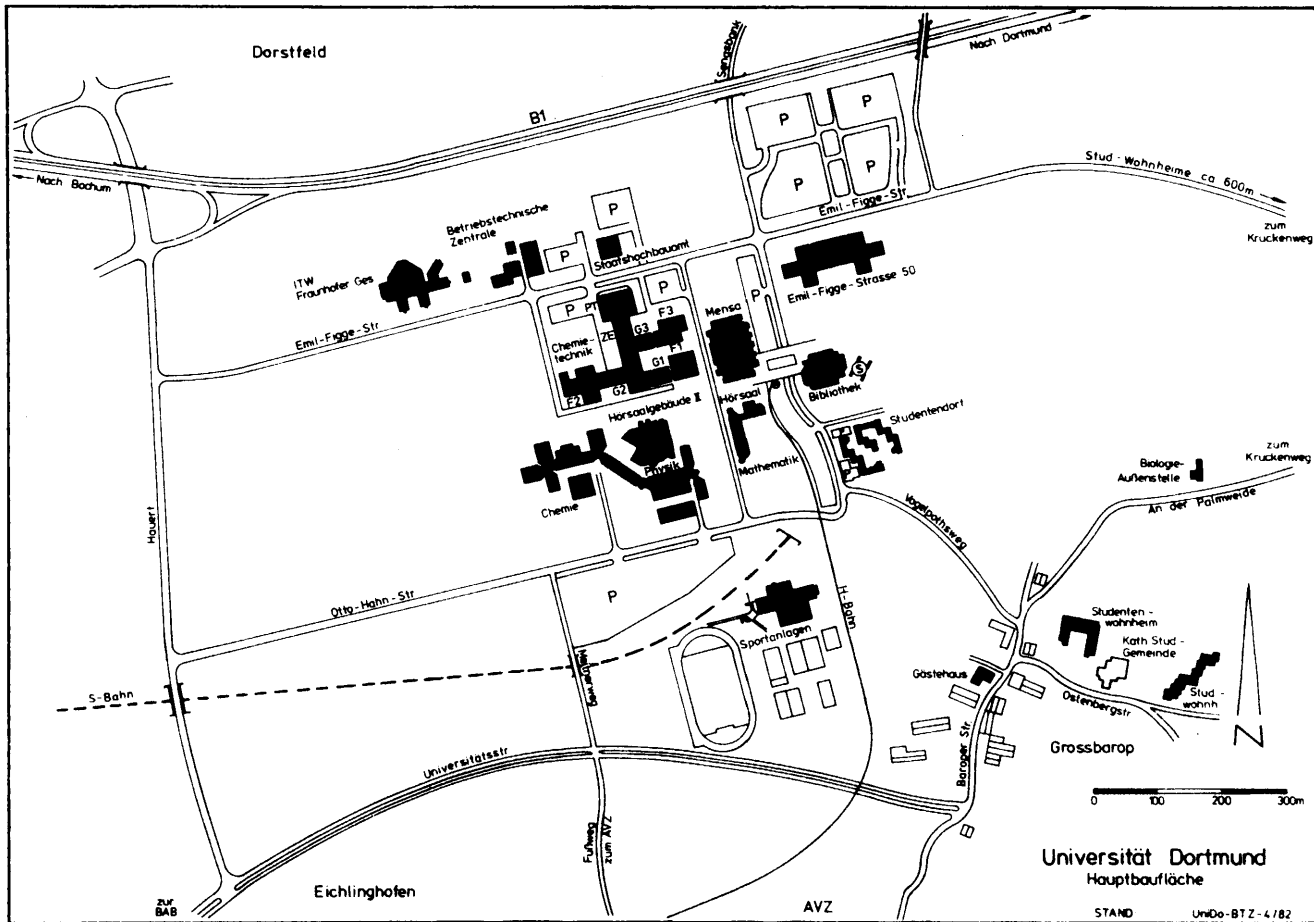 Dorstfeld
Sengsbank
Nach Dortmund
B1
P
P
Nach Bochum
P
P
Stud-Wohnheime ca 600m
Emil-Figge-Str
zum
Kruckenweg
P
Betriebstechnische
Zentrale
Staatshochbauamt
P
ITW
Fraunhofer Ges
Emil-Figge-Strasse 50
P
P
P
PT
F3
Mensa
ZE
G3
Emil-Figge-Str
Chemie-
technik
F1
G1
G2
F2
S
Bibliothek
Hörsaal
Hörsaalgebäude II
Studentendorf
Physik
Mathematik
Chemie
zum
Kruckenweg
Biologie-
Außenstelle
An der Palmweide
Hauert
Vogelpothsweg
Otto-Hahn-Str
P
H-Bahn
Sportanlagen
Studenten-
wohnheim
Kath Stud-
Gemeinde
Gästehaus
Stud-
wohnh
S-Bahn
Meitnerweg
Ostenbergstr
Universitätsstr
Baroper Str.
Grossbarop
N
0 100 200 300m
Fußweg
zum AVZ
Universität Dortmund
Hauptbaufläche
zur
BAB
Eichlinghofen
AVZ
STAND UniDo-BTZ-4/82